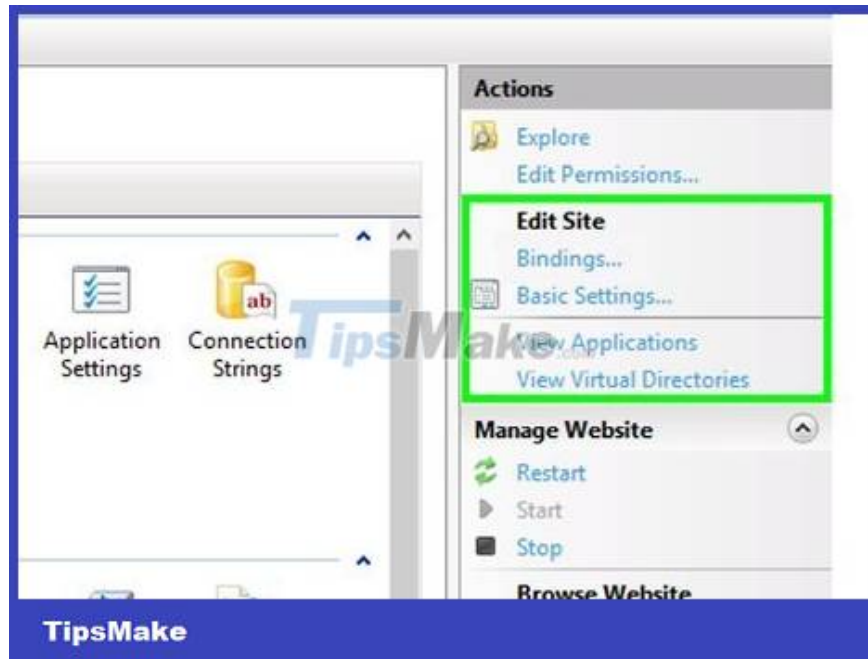 Actions
Explore
Edit Permissions...
Edit Site
Bindings...
Basic Settings...
View Applications
View Virtual Directories
Manage Website
Restart
Start
Stop
Browse Website
Application
Settings
Connection
Strings
ab
TipsMake.com
TipsMake